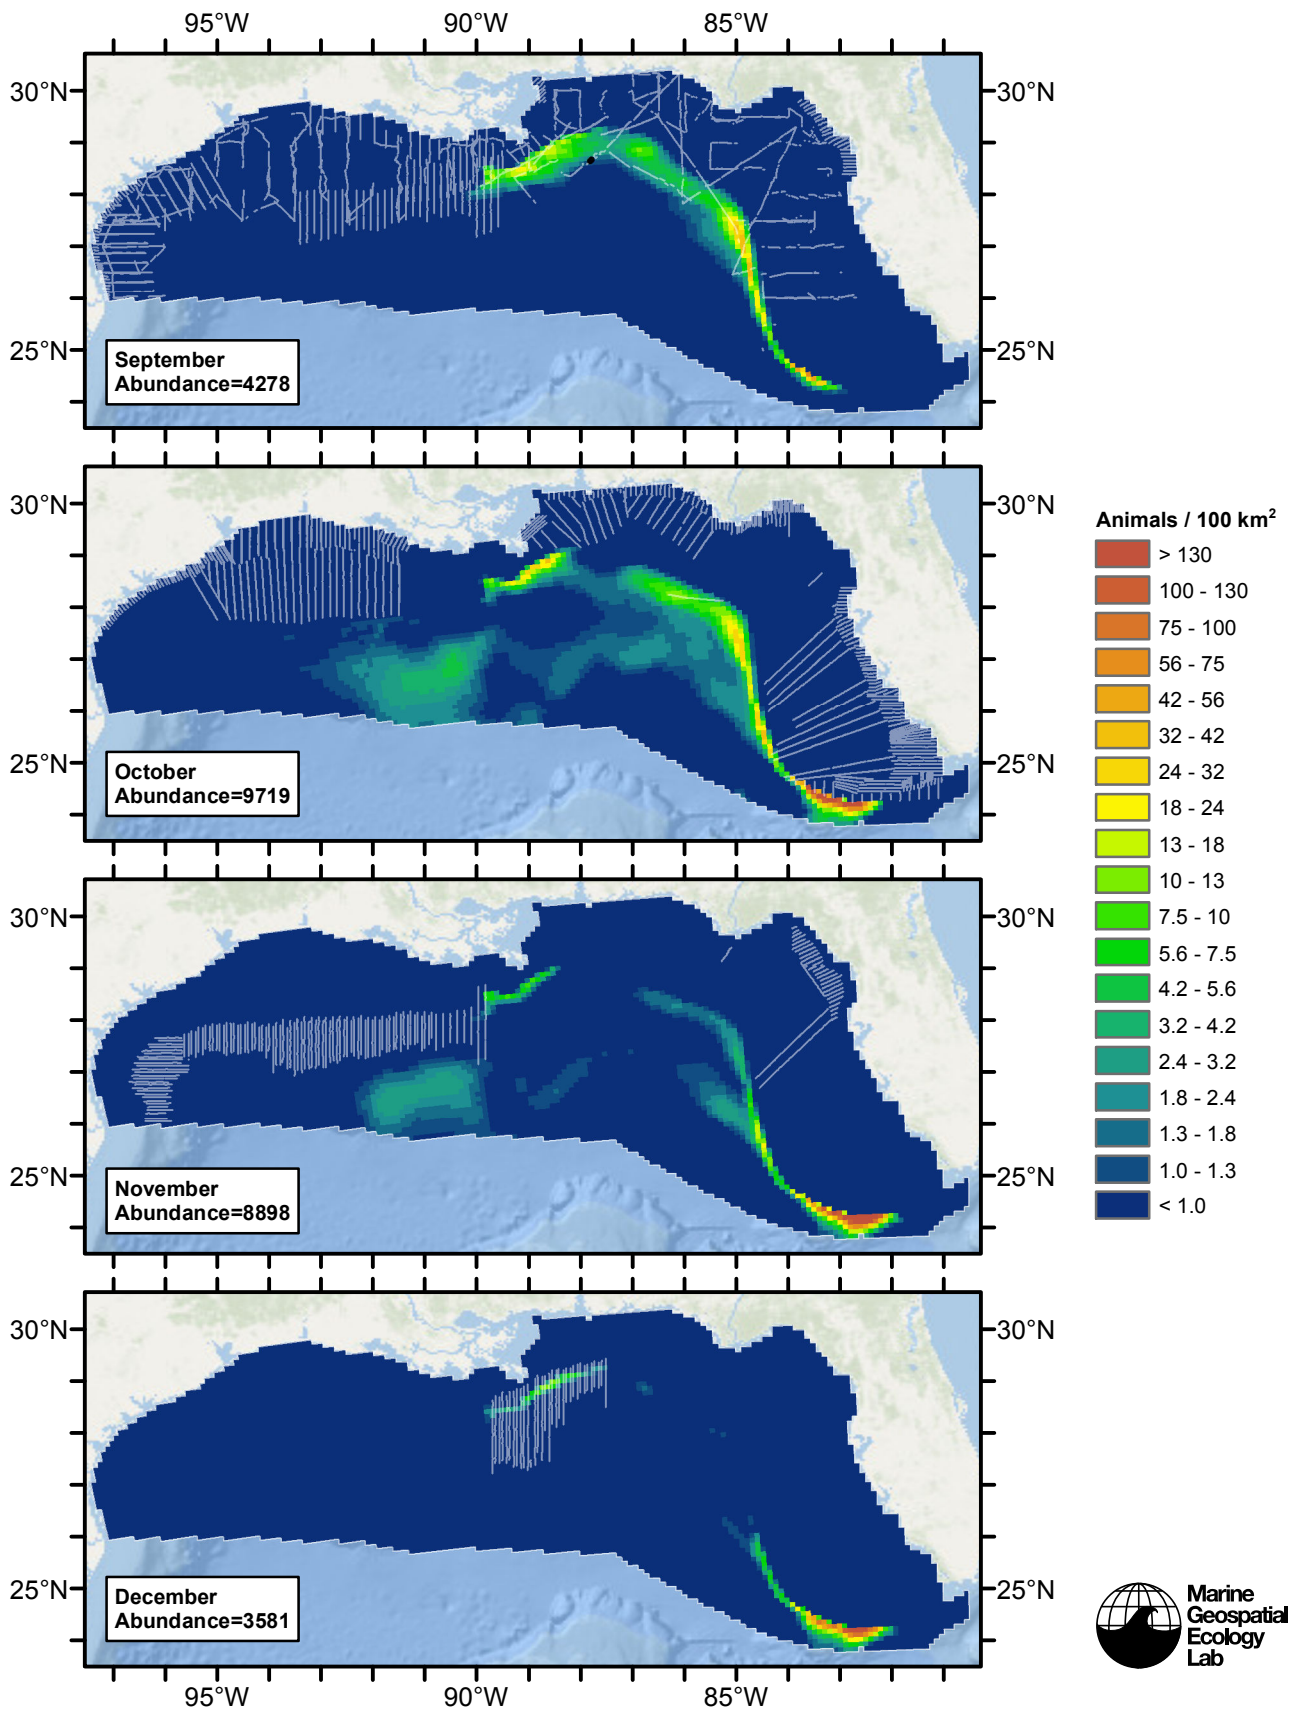 95°W 90°W 85°W
30°N 30°N
25°N 25°N
September
Abundance=4278
30°N 30°N
25°N 25°N
October
Abundance=9719
Animals / 100 km²
> 130
100 - 130
75 - 100
56 - 75
42 - 56
32 - 42
24 - 32
18 - 24
13 - 18
10 - 13
7.5 - 10
5.6 - 7.5
4.2 - 5.6
3.2 - 4.2
2.4 - 3.2
1.8 - 2.4
1.3 - 1.8
1.0 - 1.3
< 1.0
30°N 30°N
25°N 25°N
November
Abundance=8898
30°N 30°N
25°N 25°N
December
Abundance=3581
95°W 90°W 85°W
Marine
Geospatial
Ecology
Lab